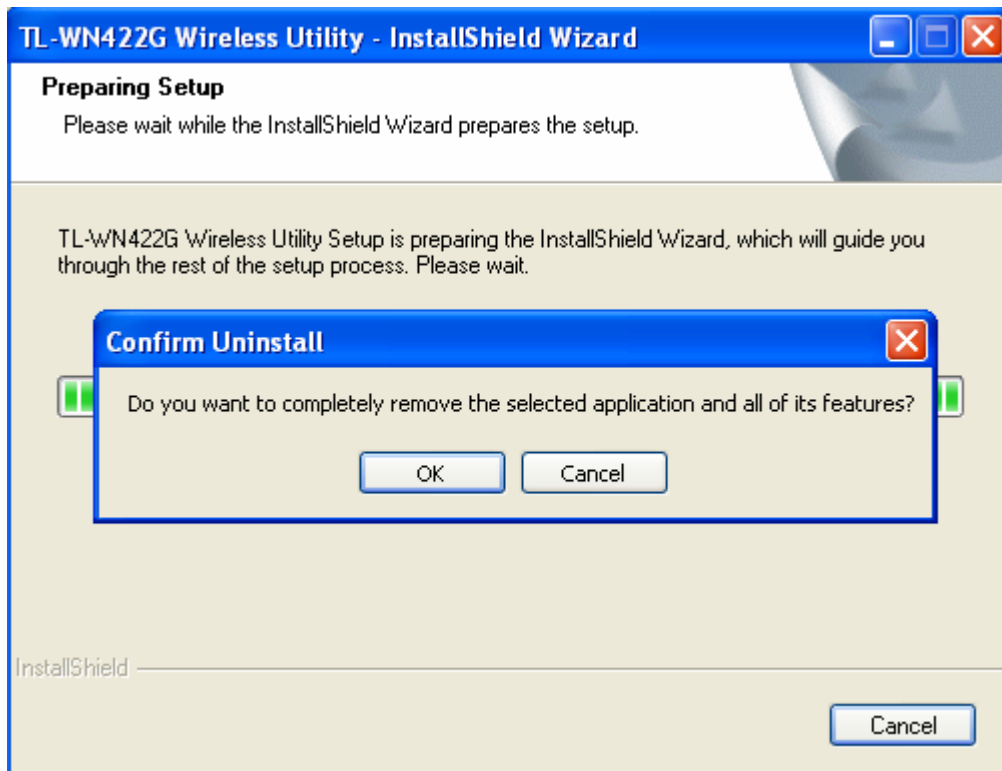 TL-WN422G Wireless Utility - InstallShield Wizard
Preparing Setup
Please wait while the InstallShield Wizard prepares the setup.
TL-WN422G Wireless Utility Setup is preparing the InstallShield Wizard, which will guide you
through the rest of the setup process. Please wait.
Confirm Uninstall
Do you want to completely remove the selected application and all of its features?
OK Cancel
InstallShield
Cancel